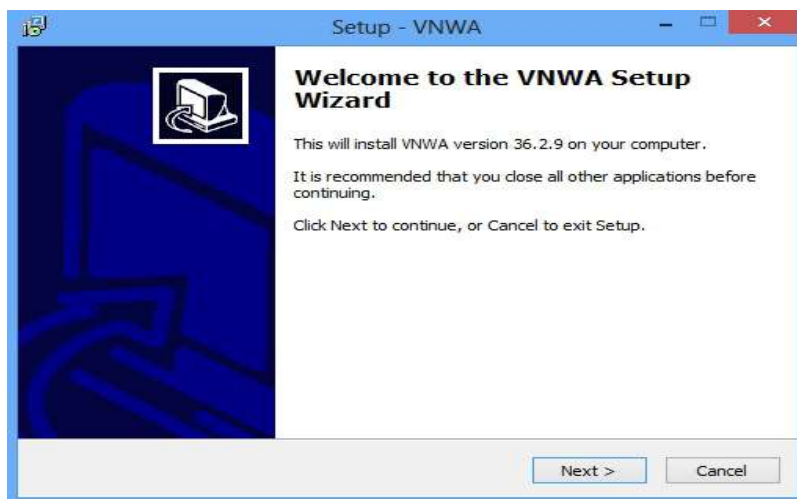 Setup - VNWA
Welcome to the VNWA Setup
Wizard
This will install VNWA version 36.2.9 on your computer.
It is recommended that you close all other applications before
continuing.
Click Next to continue, or Cancel to exit Setup.
Next >
Cancel